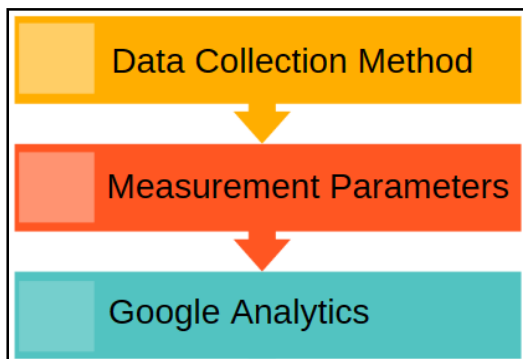 Data Collection Method
Measurement Parameters
Google Analytics